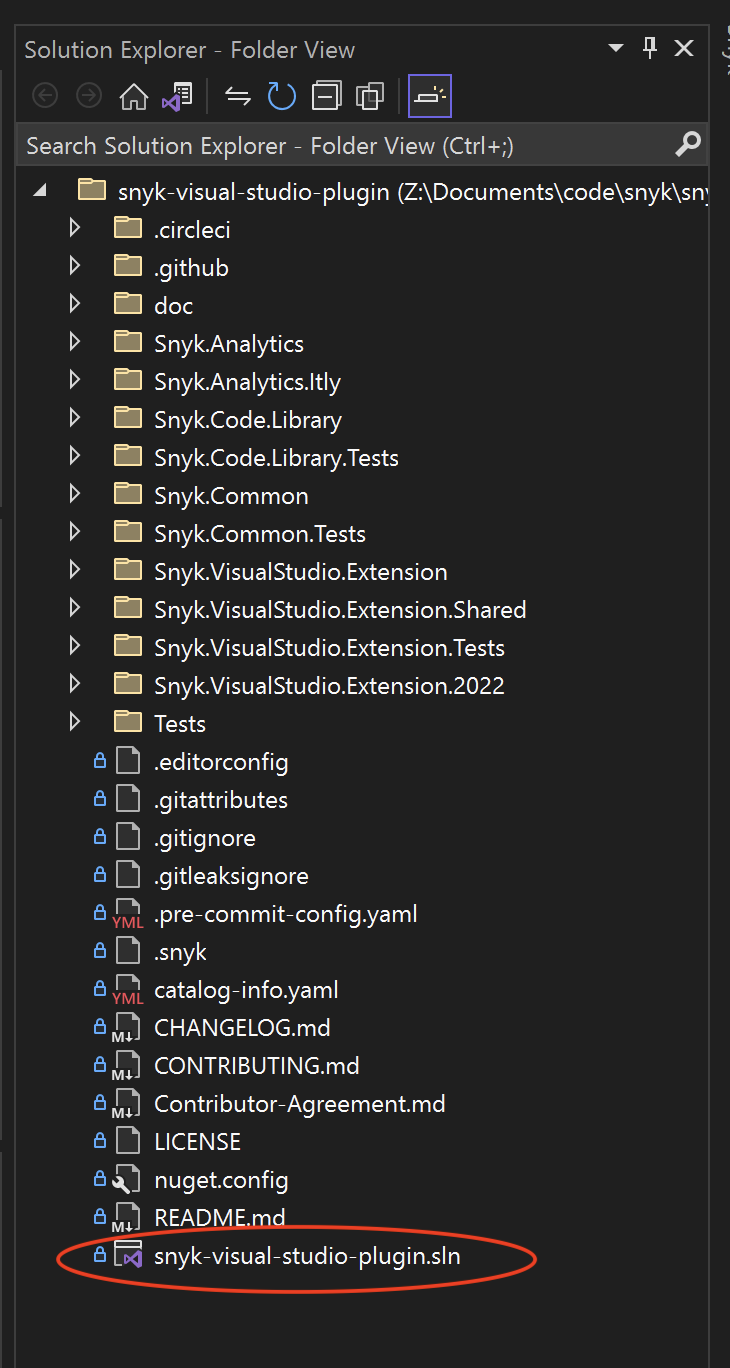 Solution Explorer - Folder View
Search Solution Explorer - Folder View (Ctrl+;)
snyk-visual-studio-plugin (Z:\Documents\code\snyk\sny
.circleci
.github
doc
Snyk.Analytics
Snyk.Analytics.Itly
Snyk.Code.Library
Snyk.Code.Library.Tests
Snyk.Common
Snyk.Common.Tests
Snyk.VisualStudio.Extension
Snyk.VisualStudio.Extension.Shared
Snyk.VisualStudio.Extension.Tests
Snyk.VisualStudio.Extension.2022
Tests
.editorconfig
.gitattributes
.gitignore
.gitleaksignore
YML .pre-commit-config.yaml
.snyk
YML catalog-info.yaml
M↓ CHANGELOG.md
M↓ CONTRIBUTING.md
M↓ Contributor-Agreement.md
LICENSE
nuget.config
M↓ README.md
snyk-visual-studio-plugin.sln